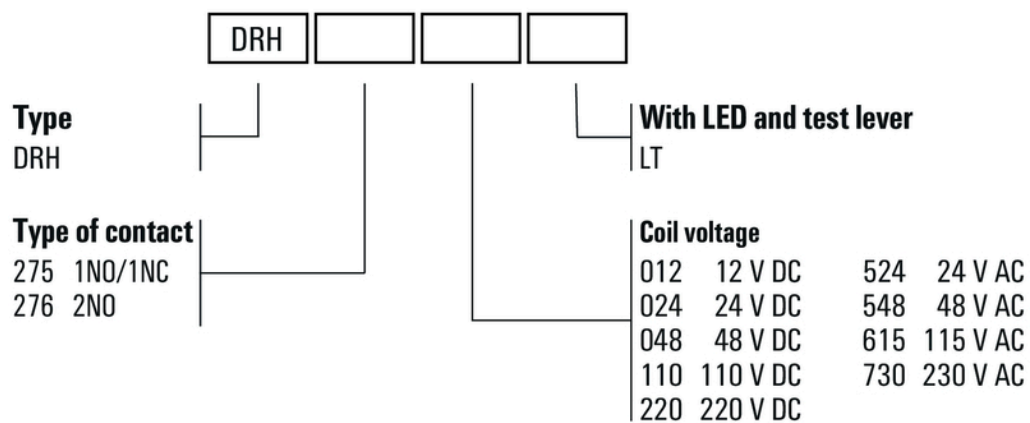 DRH
Type
DRH
With LED and test lever
LT
Type of contact
275 1NO/1NC
276 2NO
Coil voltage
012 12 V DC 524 24 V AC
024 24 V DC 548 48 V AC
048 48 V DC 615 115 V AC
110 110 V DC 730 230 V AC
220 220 V DC